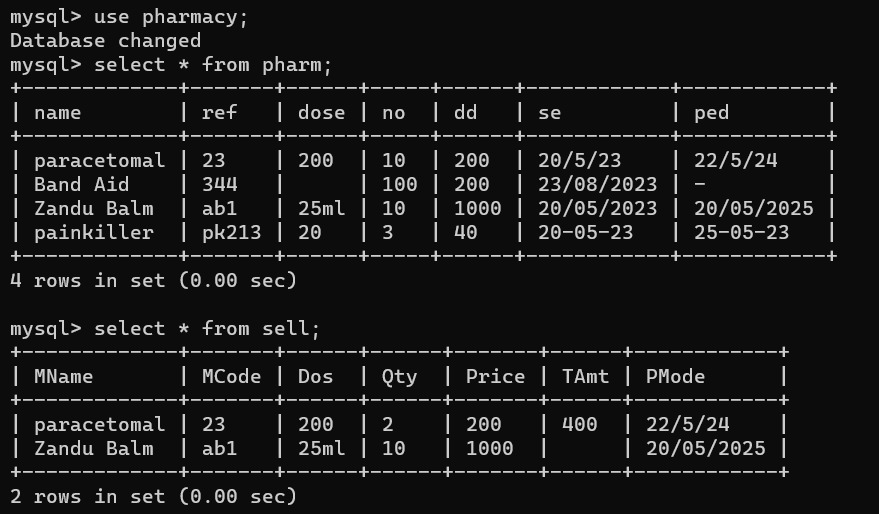 mysql> use pharmacy;
Database changed
mysql> select * from pharm;
+-------------+-------+------+-----+------+------------+------------+
| name        | ref   | dose | no  | dd   | se         | ped        |
+-------------+-------+------+-----+------+------------+------------+
| paracetomal | 23    | 200  | 10  | 200  | 20/5/23    | 22/5/24    |
| Band Aid    | 344   |      | 100 | 200  | 23/08/2023 | -          |
| Zandu Balm  | ab1   | 25ml | 10  | 1000 | 20/05/2023 | 20/05/2025 |
| painkiller  | pk213 | 20   | 3   | 40   | 20-05-23   | 25-05-23   |
+-------------+-------+------+-----+------+------------+------------+
4 rows in set (0.00 sec)
mysql> select * from sell;
+-------------+-------+------+------+-------+------+------------+
| MName       | MCode | Dos  | Qty  | Price | TAmt | PMode      |
+-------------+-------+------+------+-------+------+------------+
| paracetomal | 23    | 200  | 2    | 200   | 400  | 22/5/24    |
| Zandu Balm  | ab1   | 25ml | 10   | 1000  |      | 20/05/2025 |
+-------------+-------+------+------+-------+------+------------+
2 rows in set (0.00 sec)